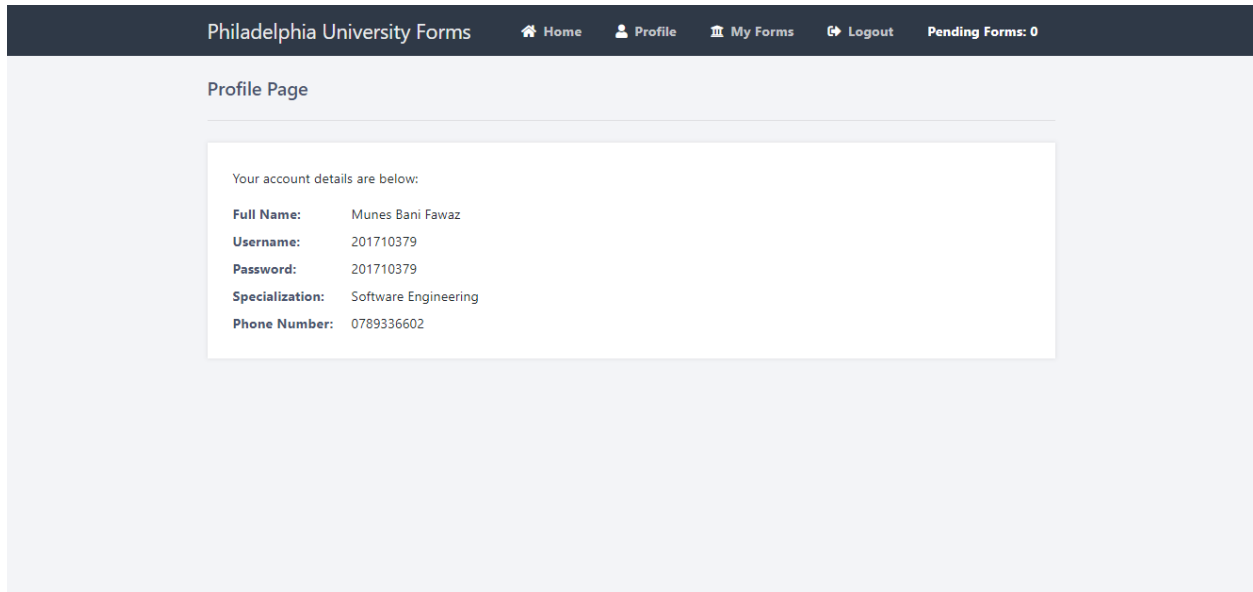 Philadelphia University Forms Home Profile My Forms Logout Pending Forms: 0
Profile Page
Your account details are below:
Full Name: Munes Bani Fawaz
Username: 201710379
Password: 201710379
Specialization: Software Engineering
Phone Number: 0789336602